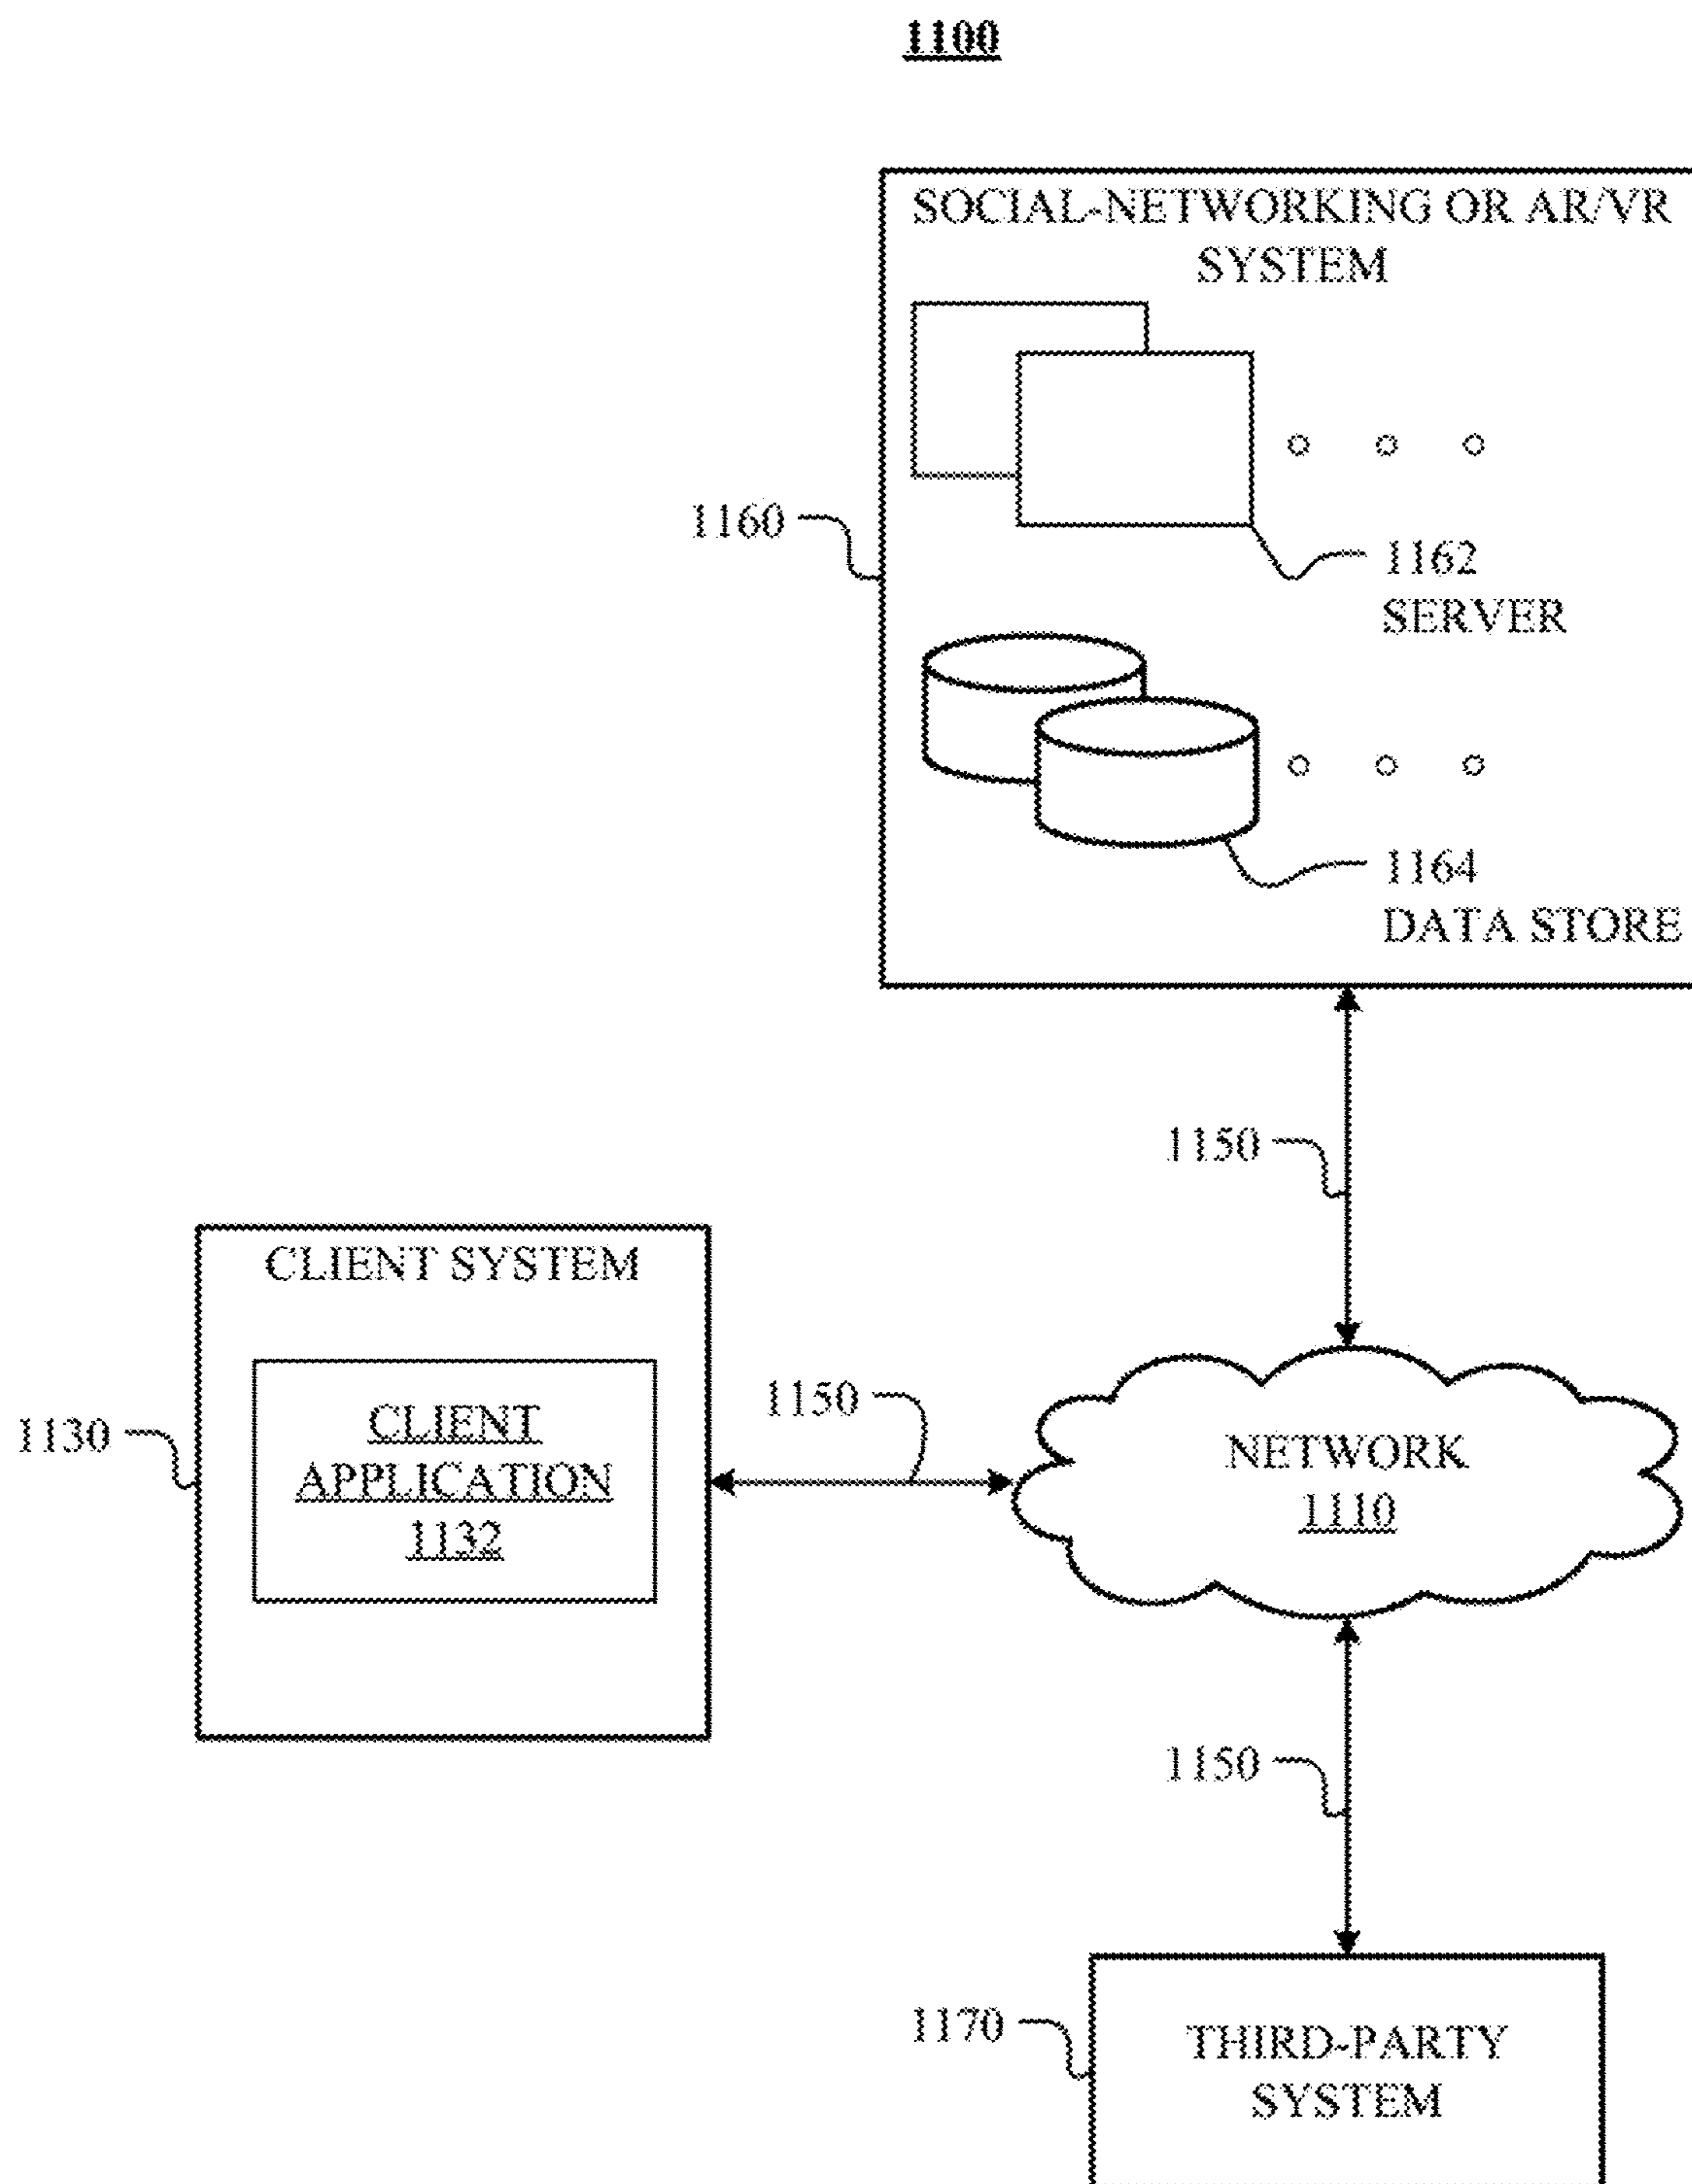 1100
SOCIAL-NETWORKING OR AR/VR
SYSTEM
1160
1162
SERVER
1164
DATA STORE
1150
CLIENT SYSTEM
CLIENT
APPLICATION
1132
1130
1150
NETWORK
1110
1150
1170
THIRD-PARTY
SYSTEM